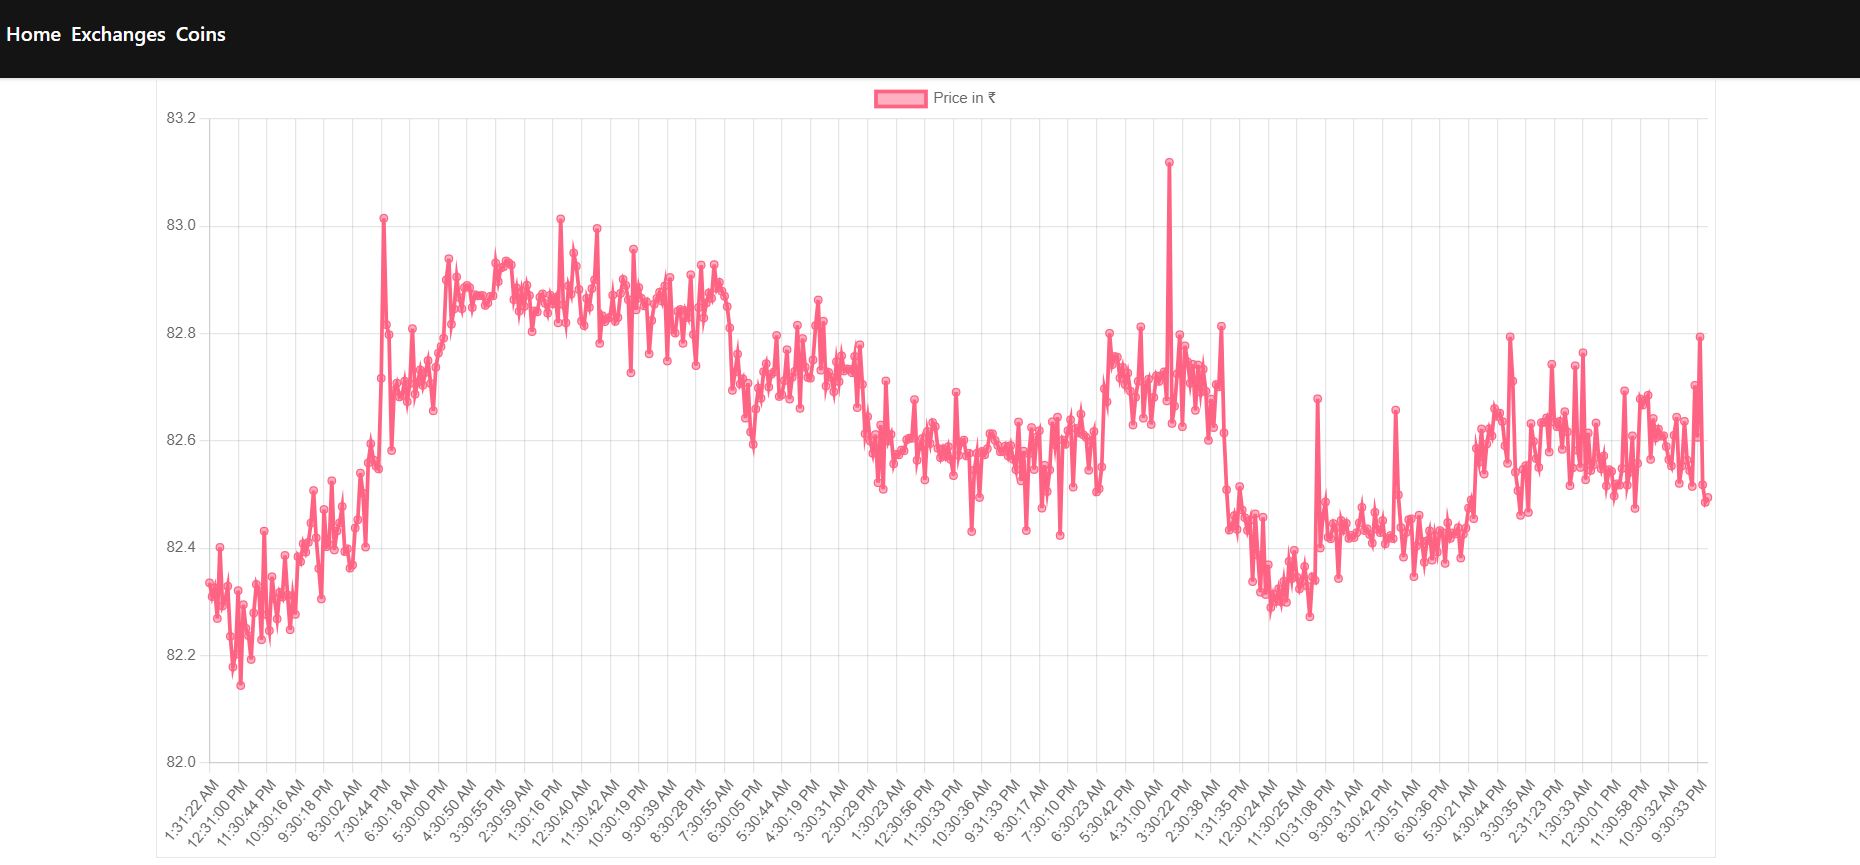 Home Exchanges Coins
Price in ₹
83.2
83.0
82.8
82.6
82.4
82.2
82.0
1:31:22 AM
12:31:00 PM
11:30:44 PM
10:30:16 AM
9:30:18 PM
8:30:02 AM
7:30:44 PM
6:30:18 AM
5:30:00 PM
4:30:50 AM
3:30:55 PM
2:30:59 AM
1:30:16 PM
12:30:40 AM
11:30:42 AM
10:30:19 PM
9:30:39 AM
8:30:28 PM
7:30:55 AM
6:30:05 PM
5:30:44 AM
4:30:19 PM
3:30:31 AM
2:30:29 PM
1:30:23 AM
12:30:56 PM
11:30:33 PM
10:30:36 AM
9:31:33 PM
8:30:17 AM
7:30:10 PM
6:30:23 AM
5:30:42 PM
4:31:00 AM
3:30:22 PM
2:30:38 AM
1:31:35 PM
12:30:24 AM
11:30:25 AM
10:31:08 PM
9:30:31 AM
8:30:42 PM
7:30:51 AM
6:30:36 PM
5:30:21 AM
4:30:44 PM
3:30:35 AM
2:31:23 PM
1:30:33 AM
12:30:01 PM
11:30:58 PM
10:30:32 AM
9:30:33 PM